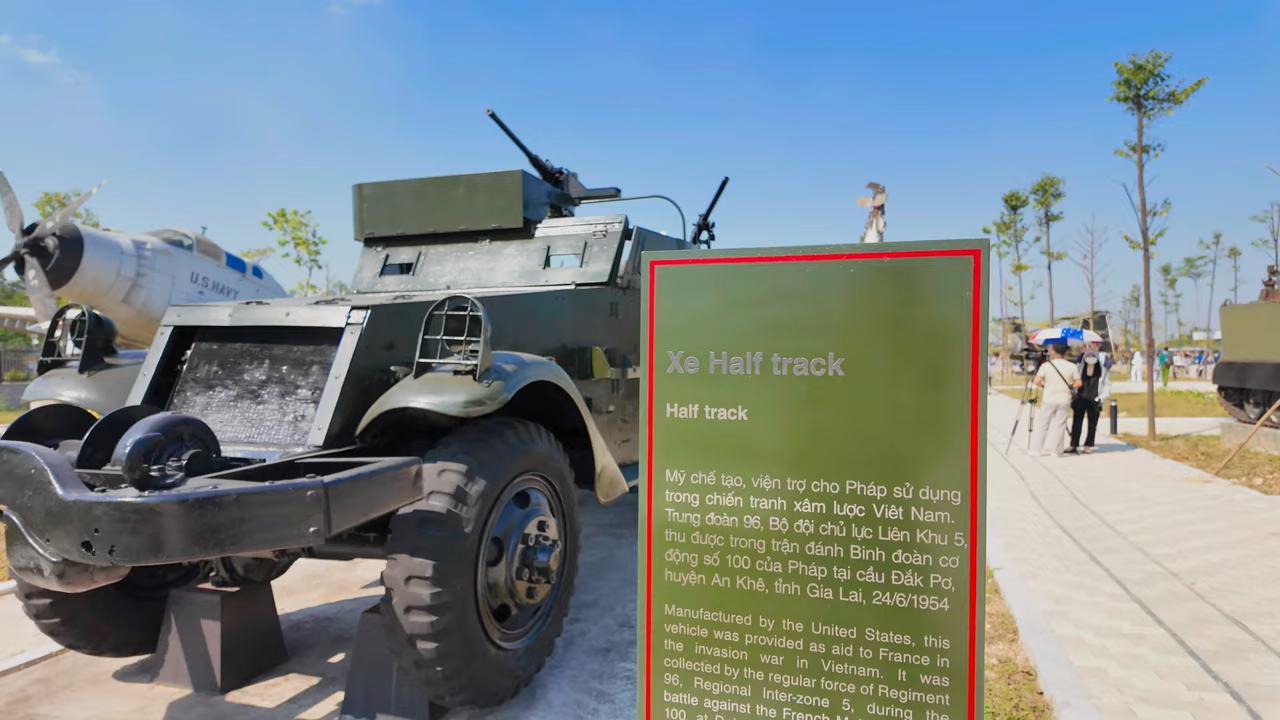 U.S. NAVY
Xe Half track
Half track
Mỹ chế tạo, viện trợ cho Pháp sử dụng
trong chiến tranh xâm lược Việt Nam.
Trung đoàn 96, Bộ đội chủ lực Liên Khu 5,
thu được trong trận đánh Binh đoàn cơ
động số 100 của Pháp tại cầu Đắk Pơ,
huyện An Khê, tỉnh Gia Lai, 24/6/1954
Manufactured by the United States, this
vehicle was provided as aid to France in
the invasion war in Vietnam. It was
collected by the regular force of Regiment
96, Regional Inter-zone 5, during the
battle against the French
100, at